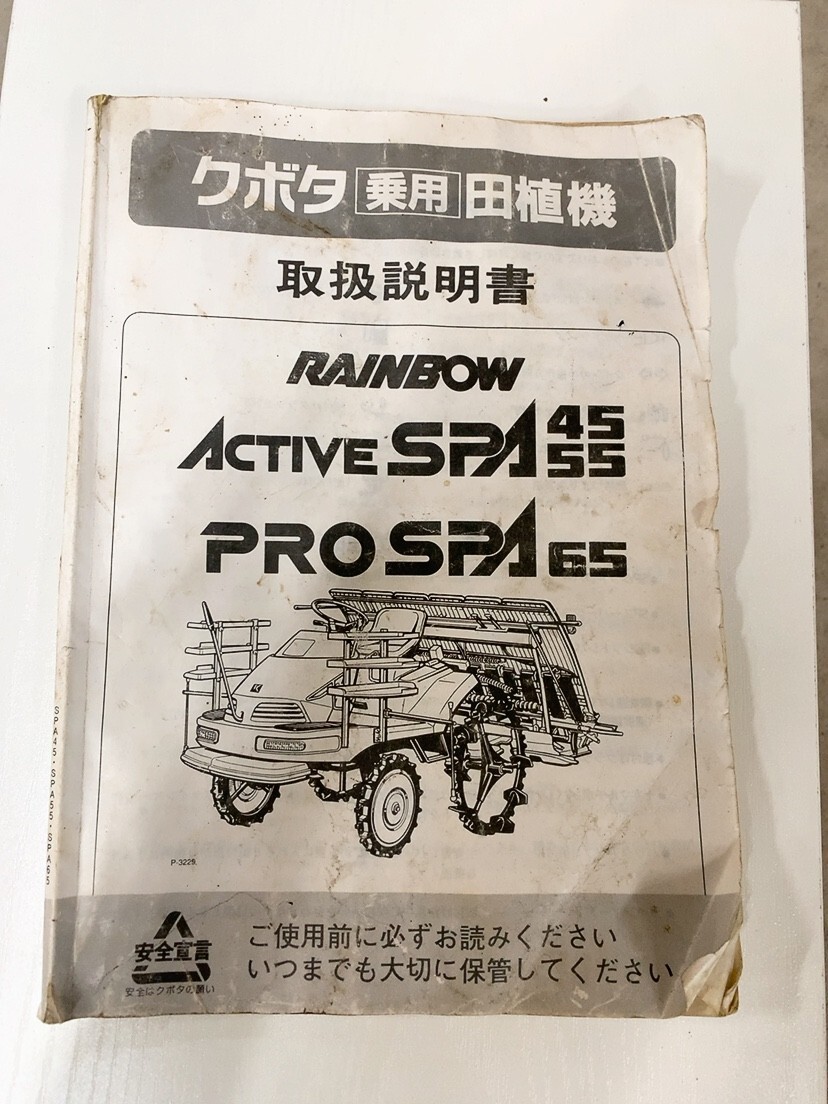 クボタ 乗用 田植機
取扱説明書
RAINBOW
ACTIVE SPA 45
55
PROSPA 65
P-3229.
SPA45・SPA55・SPA65
安全宣言
安全はクボタの願い
ご使用前に必ずお読みください
いつまでも大切に保管してください